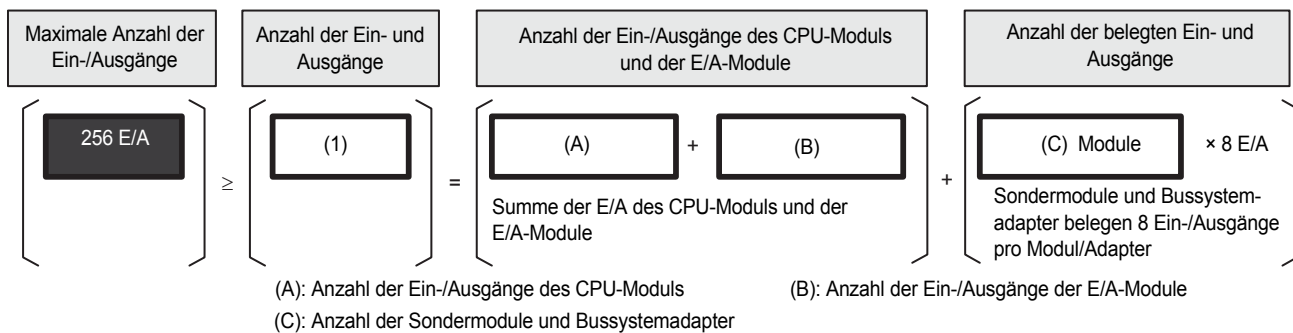 Maximale Anzahl der
Ein-/Ausgänge
Anzahl der Ein- und
Ausgänge
Anzahl der Ein-/Ausgänge des CPU-Moduls
und der E/A-Module
Anzahl der belegten Ein- und
Ausgänge
256 E/A
≥
(1)
=
(A)
+
(B)
+
(C) Module
× 8 E/A
Summe der E/A des CPU-Moduls und der
E/A-Module
Sondermodule und Bussystem-
adapter belegen 8 Ein-/Ausgänge
pro Modul/Adapter
(A): Anzahl der Ein-/Ausgänge des CPU-Moduls
(B): Anzahl der Ein-/Ausgänge der E/A-Module
(C): Anzahl der Sondermodule und Bussystemadapter